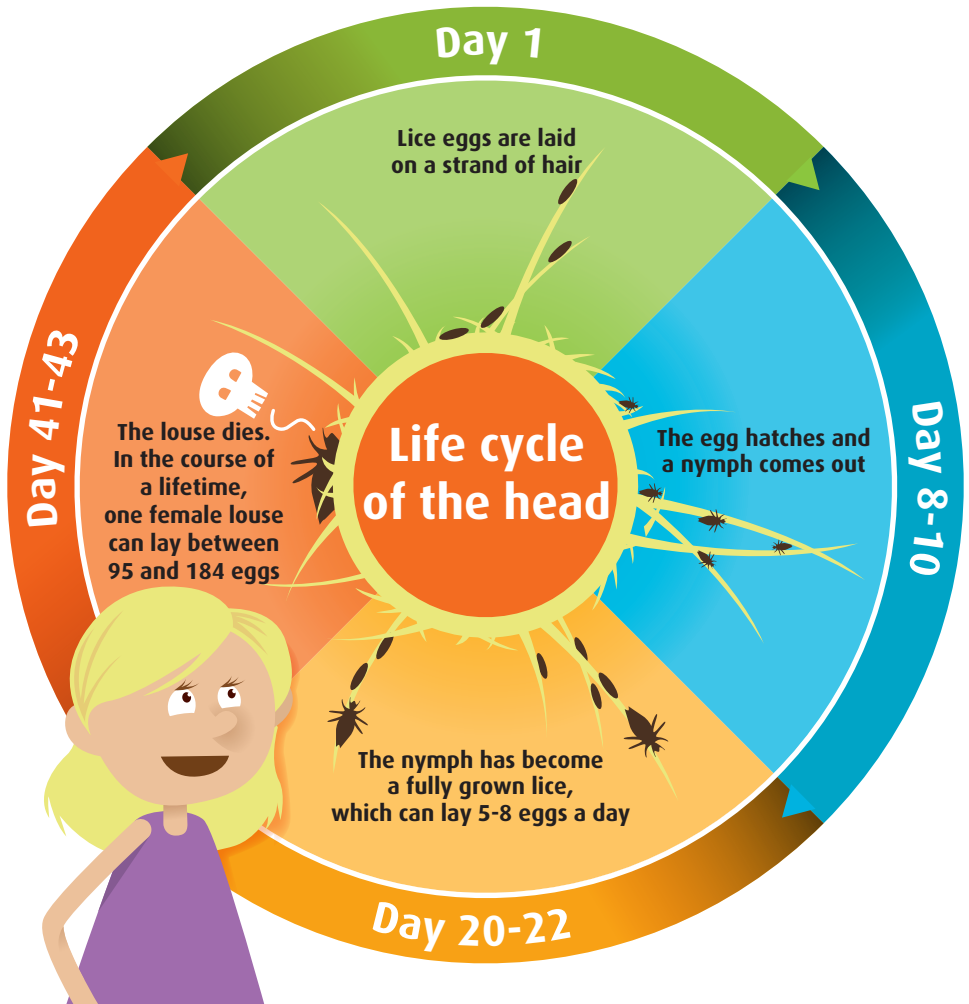 Day 1
Lice eggs are laid
on a strand of hair
Day 8-10
The egg hatches and
a nymph comes out
Day 20-22
The nymph has become
a fully grown lice,
which can lay 5-8 eggs a day
Day 41-43
The louse dies.
In the course of
a lifetime,
one female louse
can lay between
95 and 184 eggs
Life cycle
of the head